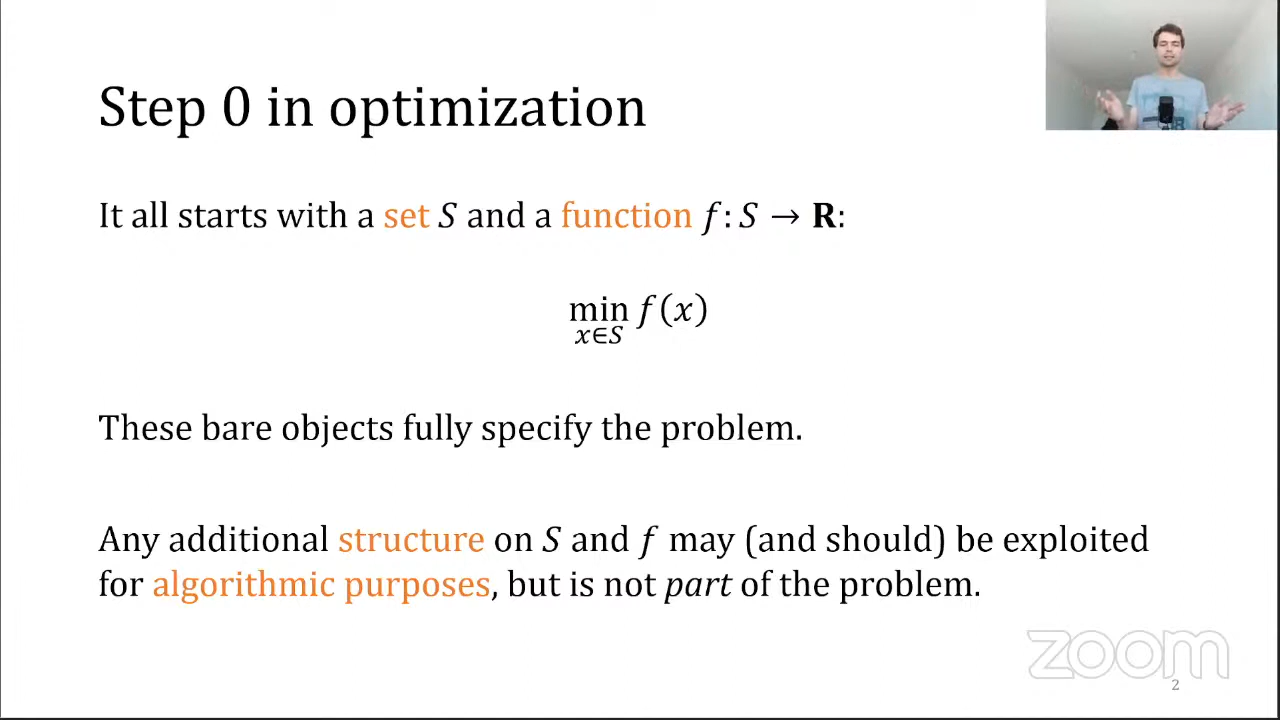 Step 0 in optimization
It all starts with a set S and a function f: S → R:
min f(x)
x∈S
These bare objects fully specify the problem.
Any additional structure on S and f may (and should) be exploited
for algorithmic purposes, but is not part of the problem.
zoom
2